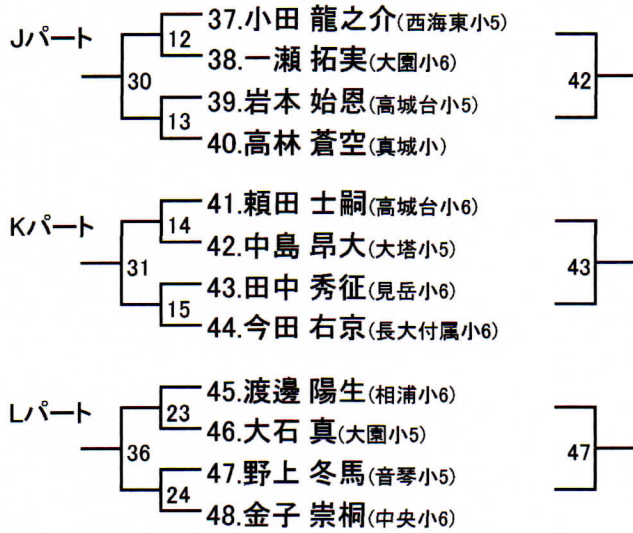 Jパート
37.小田 龍之介(西海東小5)
12
38.一瀬 拓実(大園小6)
30
42
39.岩本 始恩(高城台小5)
13
40.高林 蒼空(真城小)
Kパート
41.頼田 士嗣(高城台小6)
14
42.中島 昂大(大塔小5)
31
43
43.田中 秀征(見岳小6)
15
44.今田 右京(長大付属小6)
Lパート
45.渡邊 陽生(相浦小6)
23
46.大石 真(大園小5)
36
47
47.野上 冬馬(音琴小5)
24
48.金子 崇桐(中央小6)